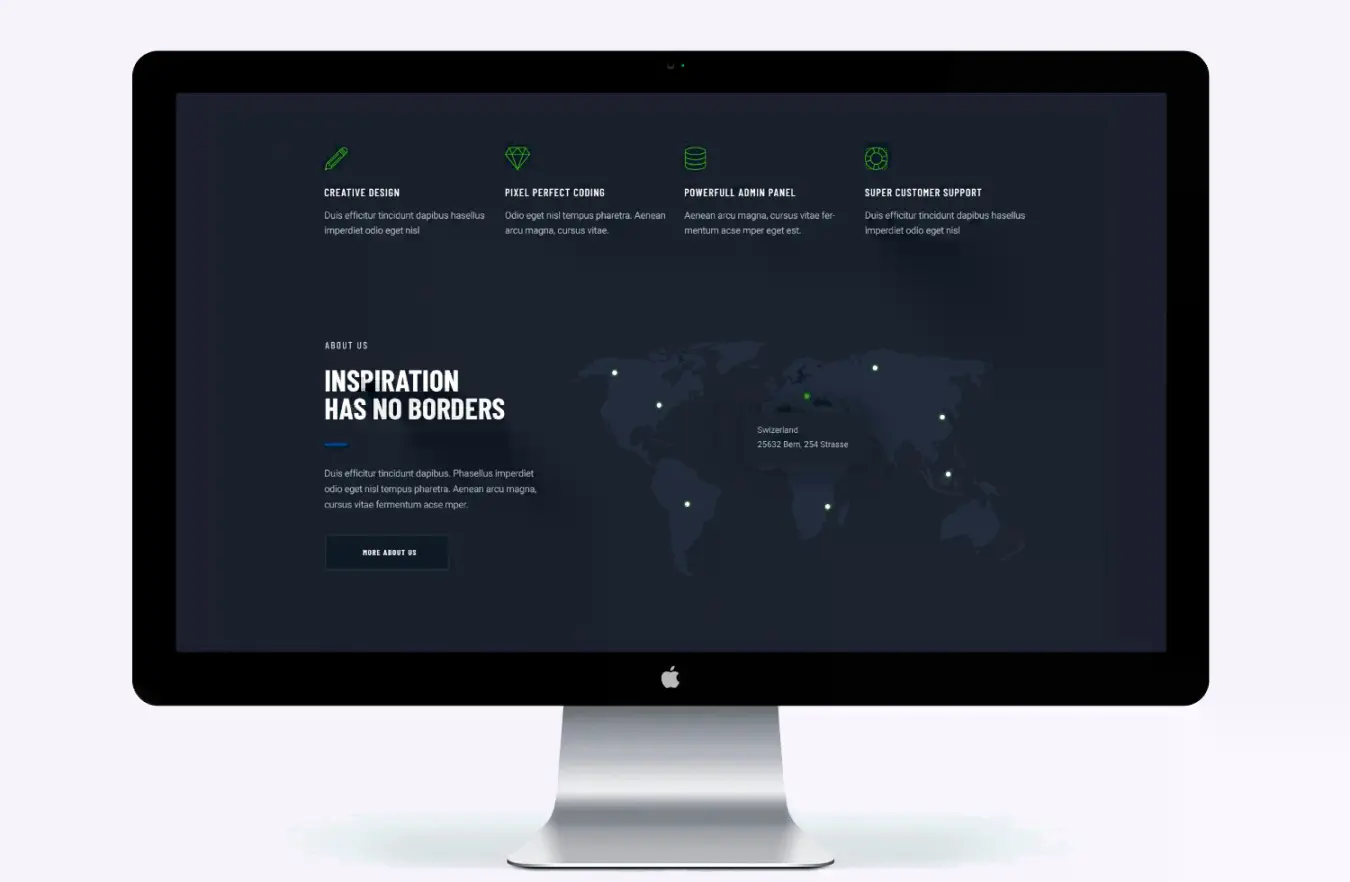 CREATIVE DESIGN
Duis efficitur tincidunt dapibus hasellus
imperdiet odio eget nisl
PIXEL PERFECT CODING
Odio eget nisl tempus pharetra. Aenean
arcu magna, cursus vitae.
POWERFULL ADMIN PANEL
Aenean arcu magna, cursus vitae fer-
mentum acse mper eget est.
SUPER CUSTOMER SUPPORT
Duis efficitur tincidunt dapibus hasellus
imperdiet odio eget nisl
ABOUT US
INSPIRATION
HAS NO BORDERS
Duis efficitur tincidunt dapibus. Phasellus imperdiet
odio eget nisl tempus pharetra. Aenean arcu magna,
cursus vitae fermentum acse mper.
MORE ABOUT US
Swizerland
25632 Bern, 254 Strasse